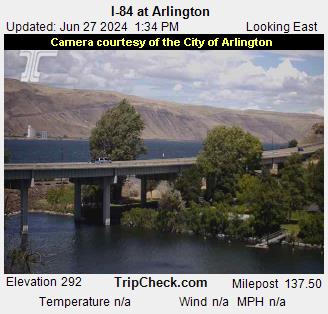 I-84 at Arlington
Updated: Jun 27 2024 1:34 PM Looking East
Camera courtesy of the City of Arlington
Elevation 292 TripCheck.com Milepost 137.50
Temperature n/a Wind n/a MPH n/a